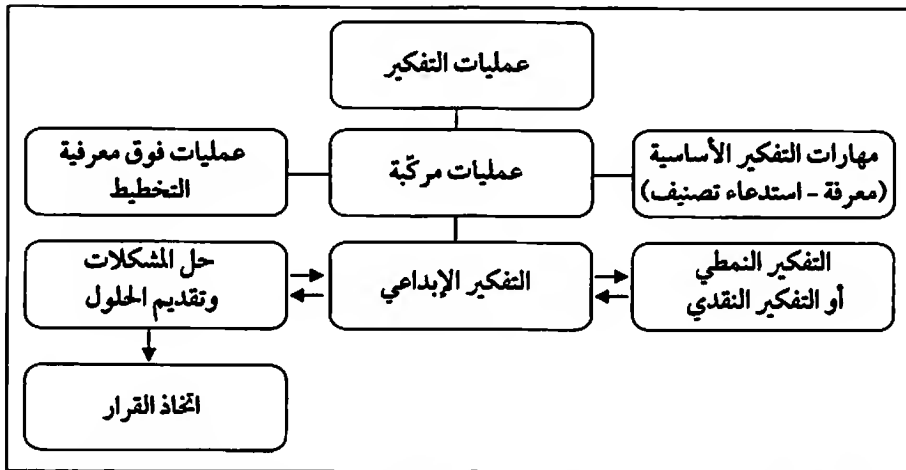 عمليات التفكير
مهارات التفكير الأساسية
(معرفة - استدعاء تصنيف)
عمليات مركّبة
عمليات فوق معرفية
التخطيط
التفكير النمطي
أو التفكير النقدي
التفكير الإبداعي
حل المشكلات
وتقديم الحلول
اتخاذ القرار